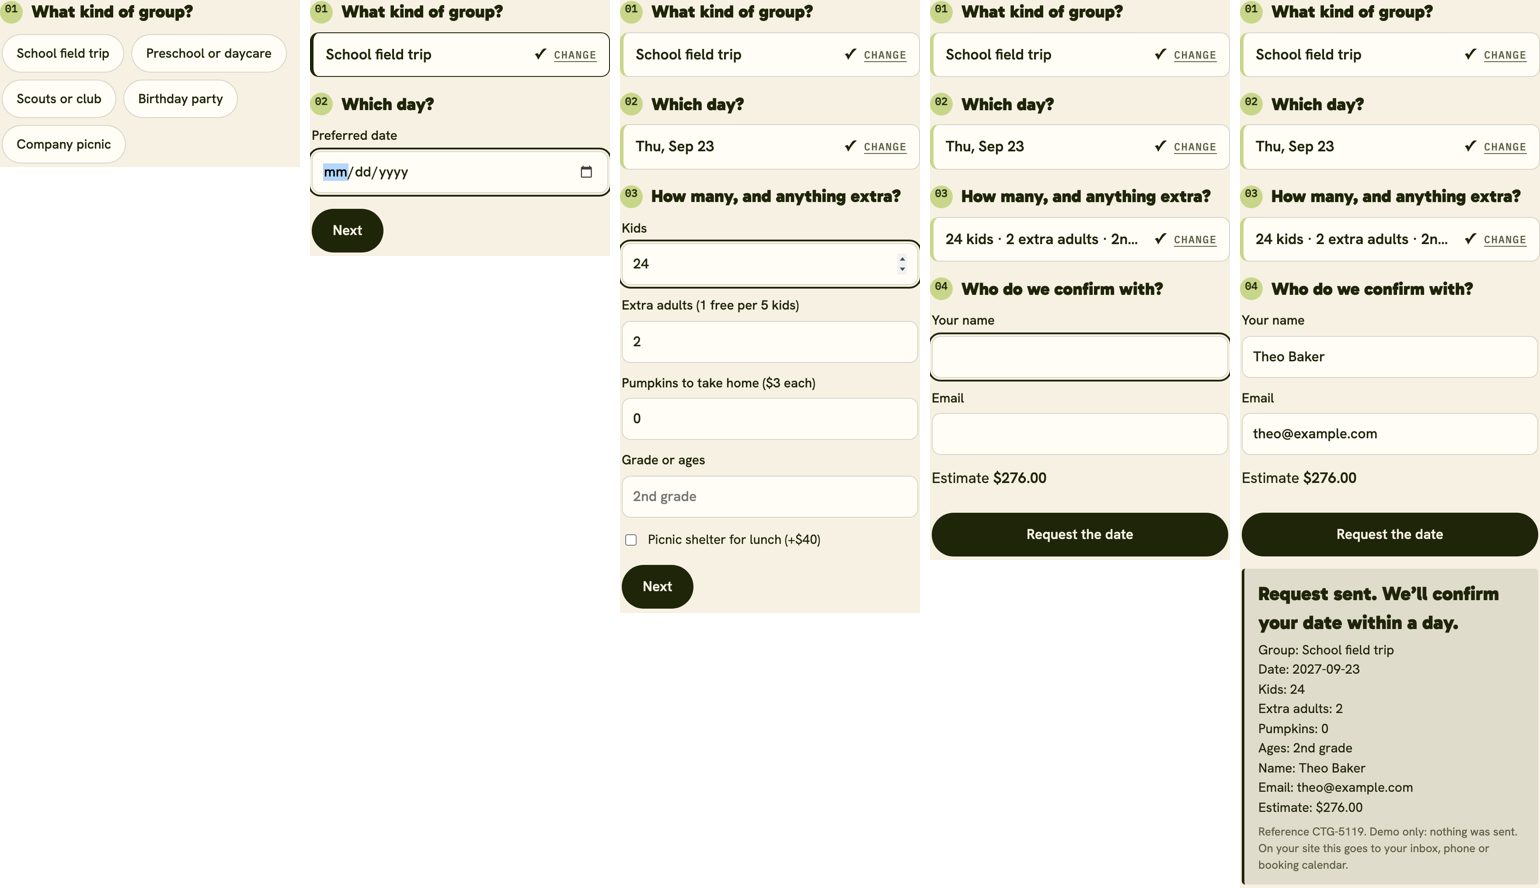 01 What kind of group?
School field trip
Preschool or daycare
Scouts or club
Birthday party
Company picnic
01 What kind of group?
School field trip ✓ CHANGE
02 Which day?
Preferred date
mm/dd/yyyy
Next
01 What kind of group?
School field trip ✓ CHANGE
02 Which day?
Thu, Sep 23 ✓ CHANGE
03 How many, and anything extra?
Kids
24
Extra adults (1 free per 5 kids)
2
Pumpkins to take home ($3 each)
0
Grade or ages
2nd grade
Picnic shelter for lunch (+$40)
Next
01 What kind of group?
School field trip ✓ CHANGE
02 Which day?
Thu, Sep 23 ✓ CHANGE
03 How many, and anything extra?
24 kids · 2 extra adults · 2n... ✓ CHANGE
04 Who do we confirm with?
Your name
Email
Estimate $276.00
Request the date
01 What kind of group?
School field trip ✓ CHANGE
02 Which day?
Thu, Sep 23 ✓ CHANGE
03 How many, and anything extra?
24 kids · 2 extra adults · 2n... ✓ CHANGE
04 Who do we confirm with?
Your name
Theo Baker
Email
theo@example.com
Estimate $276.00
Request the date
Request sent. We’ll confirm
your date within a day.
Group: School field trip
Date: 2027-09-23
Kids: 24
Extra adults: 2
Pumpkins: 0
Ages: 2nd grade
Name: Theo Baker
Email: theo@example.com
Estimate: $276.00
Reference CTG-5119. Demo only: nothing was sent.
On your site this goes to your inbox, phone or
booking calendar.